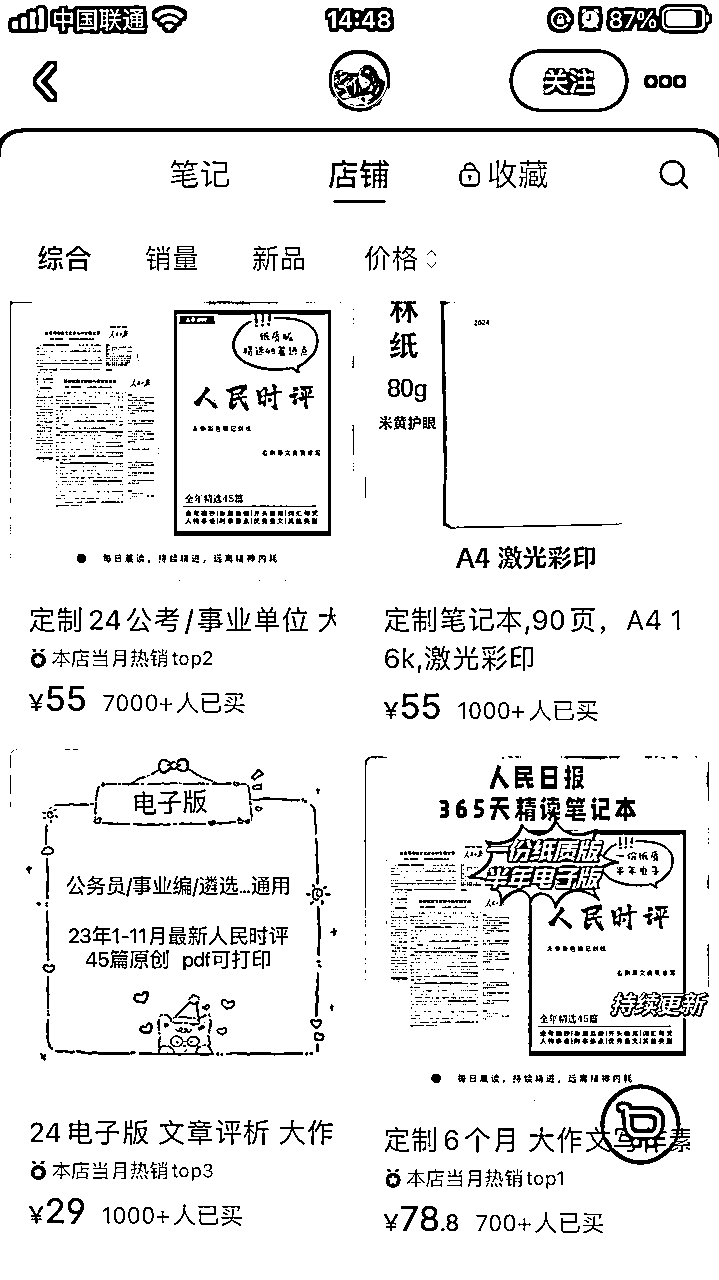 中国联通
14:48
87%
关注
笔记
店铺
收藏
综合
销量
新品
价格
纸质版
精选45篇热点
人民时评
全年精选45篇
每日晨读，持续精进，远离精神内耗
定制24公考/事业单位 大
本店当月热销top2
¥55 7000+人已买
林
纸
80g
米黄护眼
2024
A4 激光彩印
定制笔记本,90页，A4 1
6k,激光彩印
¥55 1000+人已买
电子版
公务员/事业编/遴选...通用
23年1-11月最新人民时评
45篇原创 pdf可打印
24电子版 文章评析 大作
本店当月热销top3
¥29 1000+人已买
人民日报
365天精读笔记本
一份纸质版
半年电子版
一份纸质
半年电子
人民时评
全年精选45篇
持续更新
每日晨读，持续精进，远离精神内耗
定制6个月 大作文写作素
本店当月热销top1
¥78.8 700+人已买